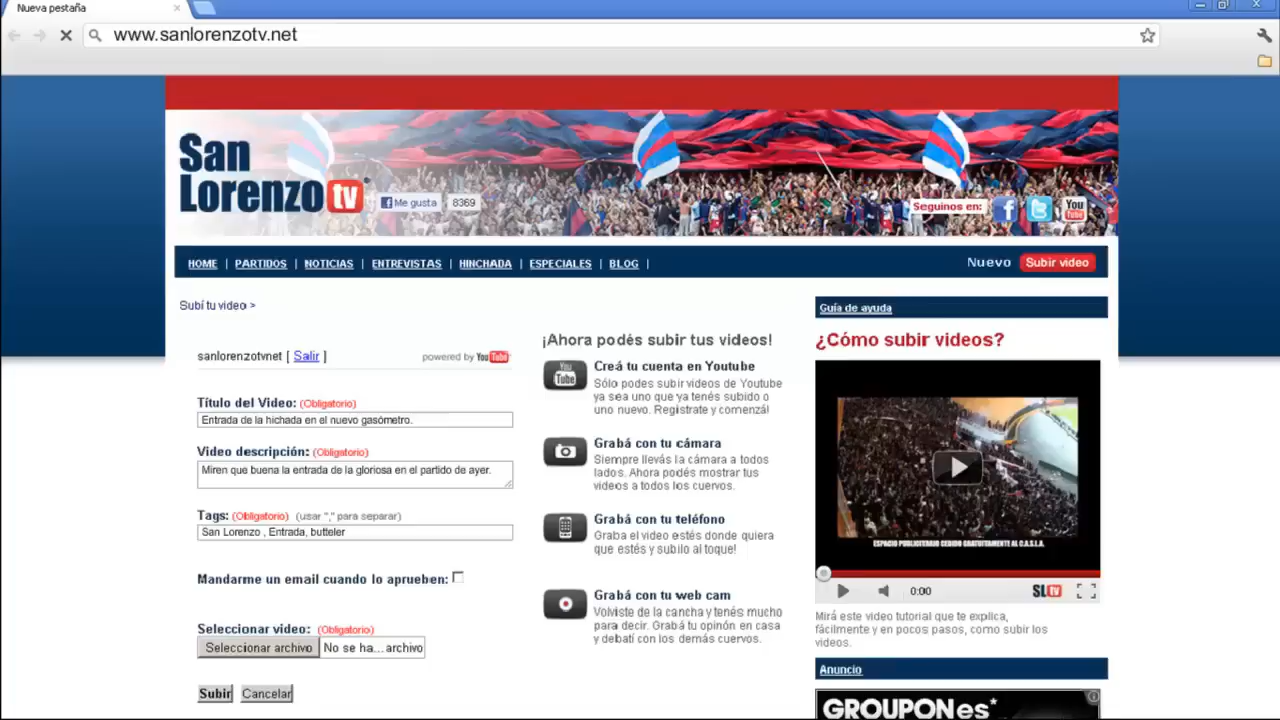 Nueva pestaña
www.sanlorenzotv.net
San
Lorenzo tv
Me gusta 8369
Seguinos en: You Tube
HOME | PARTIDOS | NOTICIAS | ENTREVISTAS | HINCHADA | ESPECIALES | BLOG |
Nuevo Subir video
Subí tu video >
sanlorenzotvnet [ Salir ]
powered by YouTube
Título del Video: (Obligatorio)
Entrada de la hichada en el nuevo gasómetro.
Video descripción: (Obligatorio)
Miren que buena la entrada de la gloriosa en el partido de ayer.
Tags: (Obligatorio) (usar "," para separar)
San Lorenzo , Entrada, butteler
Mandarme un email cuando lo aprueben:
Seleccionar video: (Obligatorio)
Seleccionar archivo No se ha...archivo
Subir Cancelar
¡Ahora podés subir tus videos!
You Tube
Creá tu cuenta en Youtube
Sólo podes subir videos de Youtube
ya sea uno que ya tenés subido o
uno nuevo. Registrate y comenzá!
Grabá con tu cámara
Siempre llevás la cámara a todos
lados. Ahora podés mostrar tus
videos a todos los cuervos.
Grabá con tu teléfono
Graba el video estés donde quiera
que estés y subilo al toque!
Grabá con tu web cam
Volviste de la cancha y tenés mucho
para decir. Grabá tu opinión en casa
y debatí con los demás cuervos.
Guía de ayuda
¿Cómo subir videos?
ESPACIO PUBLICITARIO CEDIDO GRATUITAMENTE AL C.A.S.L.A.
0:00
SLtv
Mirá este video tutorial que te explica,
fácilmente y en pocos pasos, como subir los
videos.
Anuncio
GROUPONes*